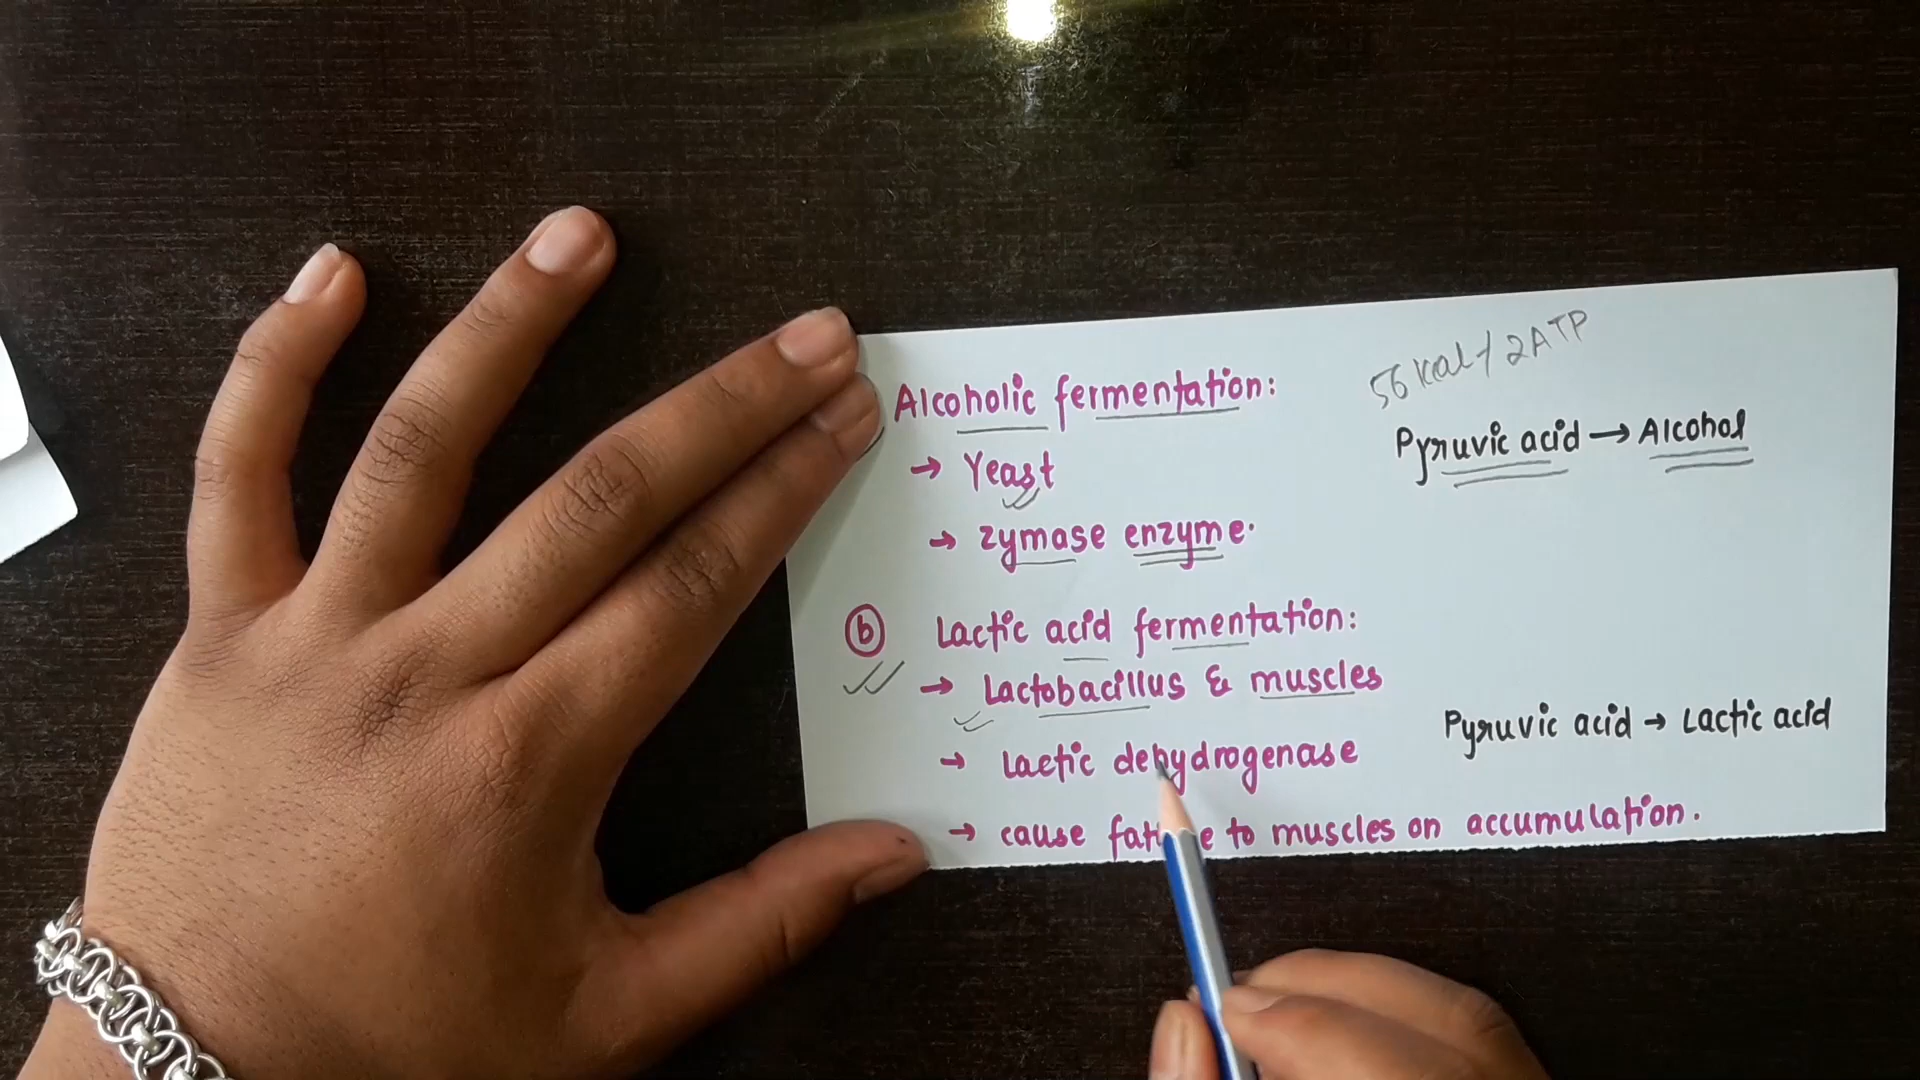 56 kcal / 2ATP
Alcoholic fermentation:
Pyruvic acid → Alcohol
→ Yeast
→ zymase enzyme.
ⓑ Lactic acid fermentation:
→ Lactobacillus & muscles
Pyruvic acid → Lactic acid
→ Lactic dehydrogenase
→ cause to muscles on accumulation.